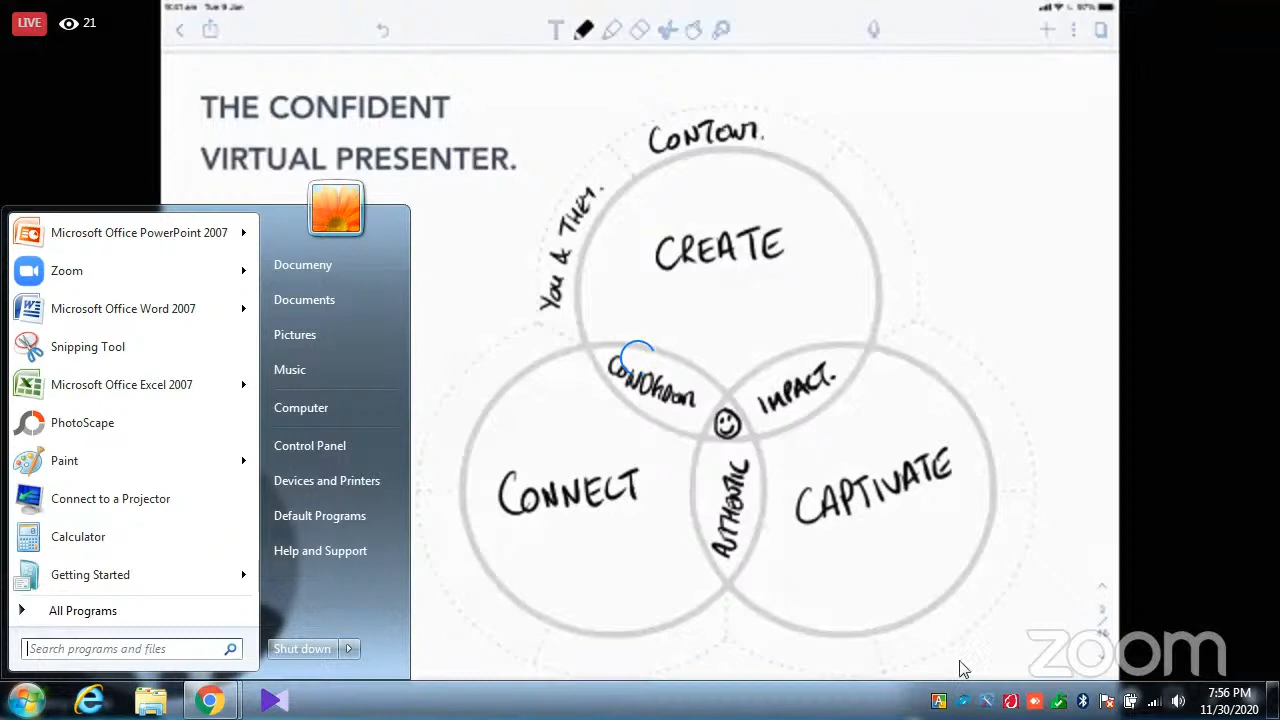 LIVE 21
THE CONFIDENT
VIRTUAL PRESENTER.
YOU & THEY.
CREATE
IMPACT.
CONNECT
AUTHENTIC
CAPTIVATE
Microsoft Office PowerPoint 2007
Zoom
Microsoft Office Word 2007
Snipping Tool
Microsoft Office Excel 2007
PhotoScape
Paint
Connect to a Projector
Calculator
Getting Started
All Programs
Search programs and files
Documeny
Documents
Pictures
Music
Computer
Control Panel
Devices and Printers
Default Programs
Help and Support
Shut down
zoom
7:56 PM
11/30/2020